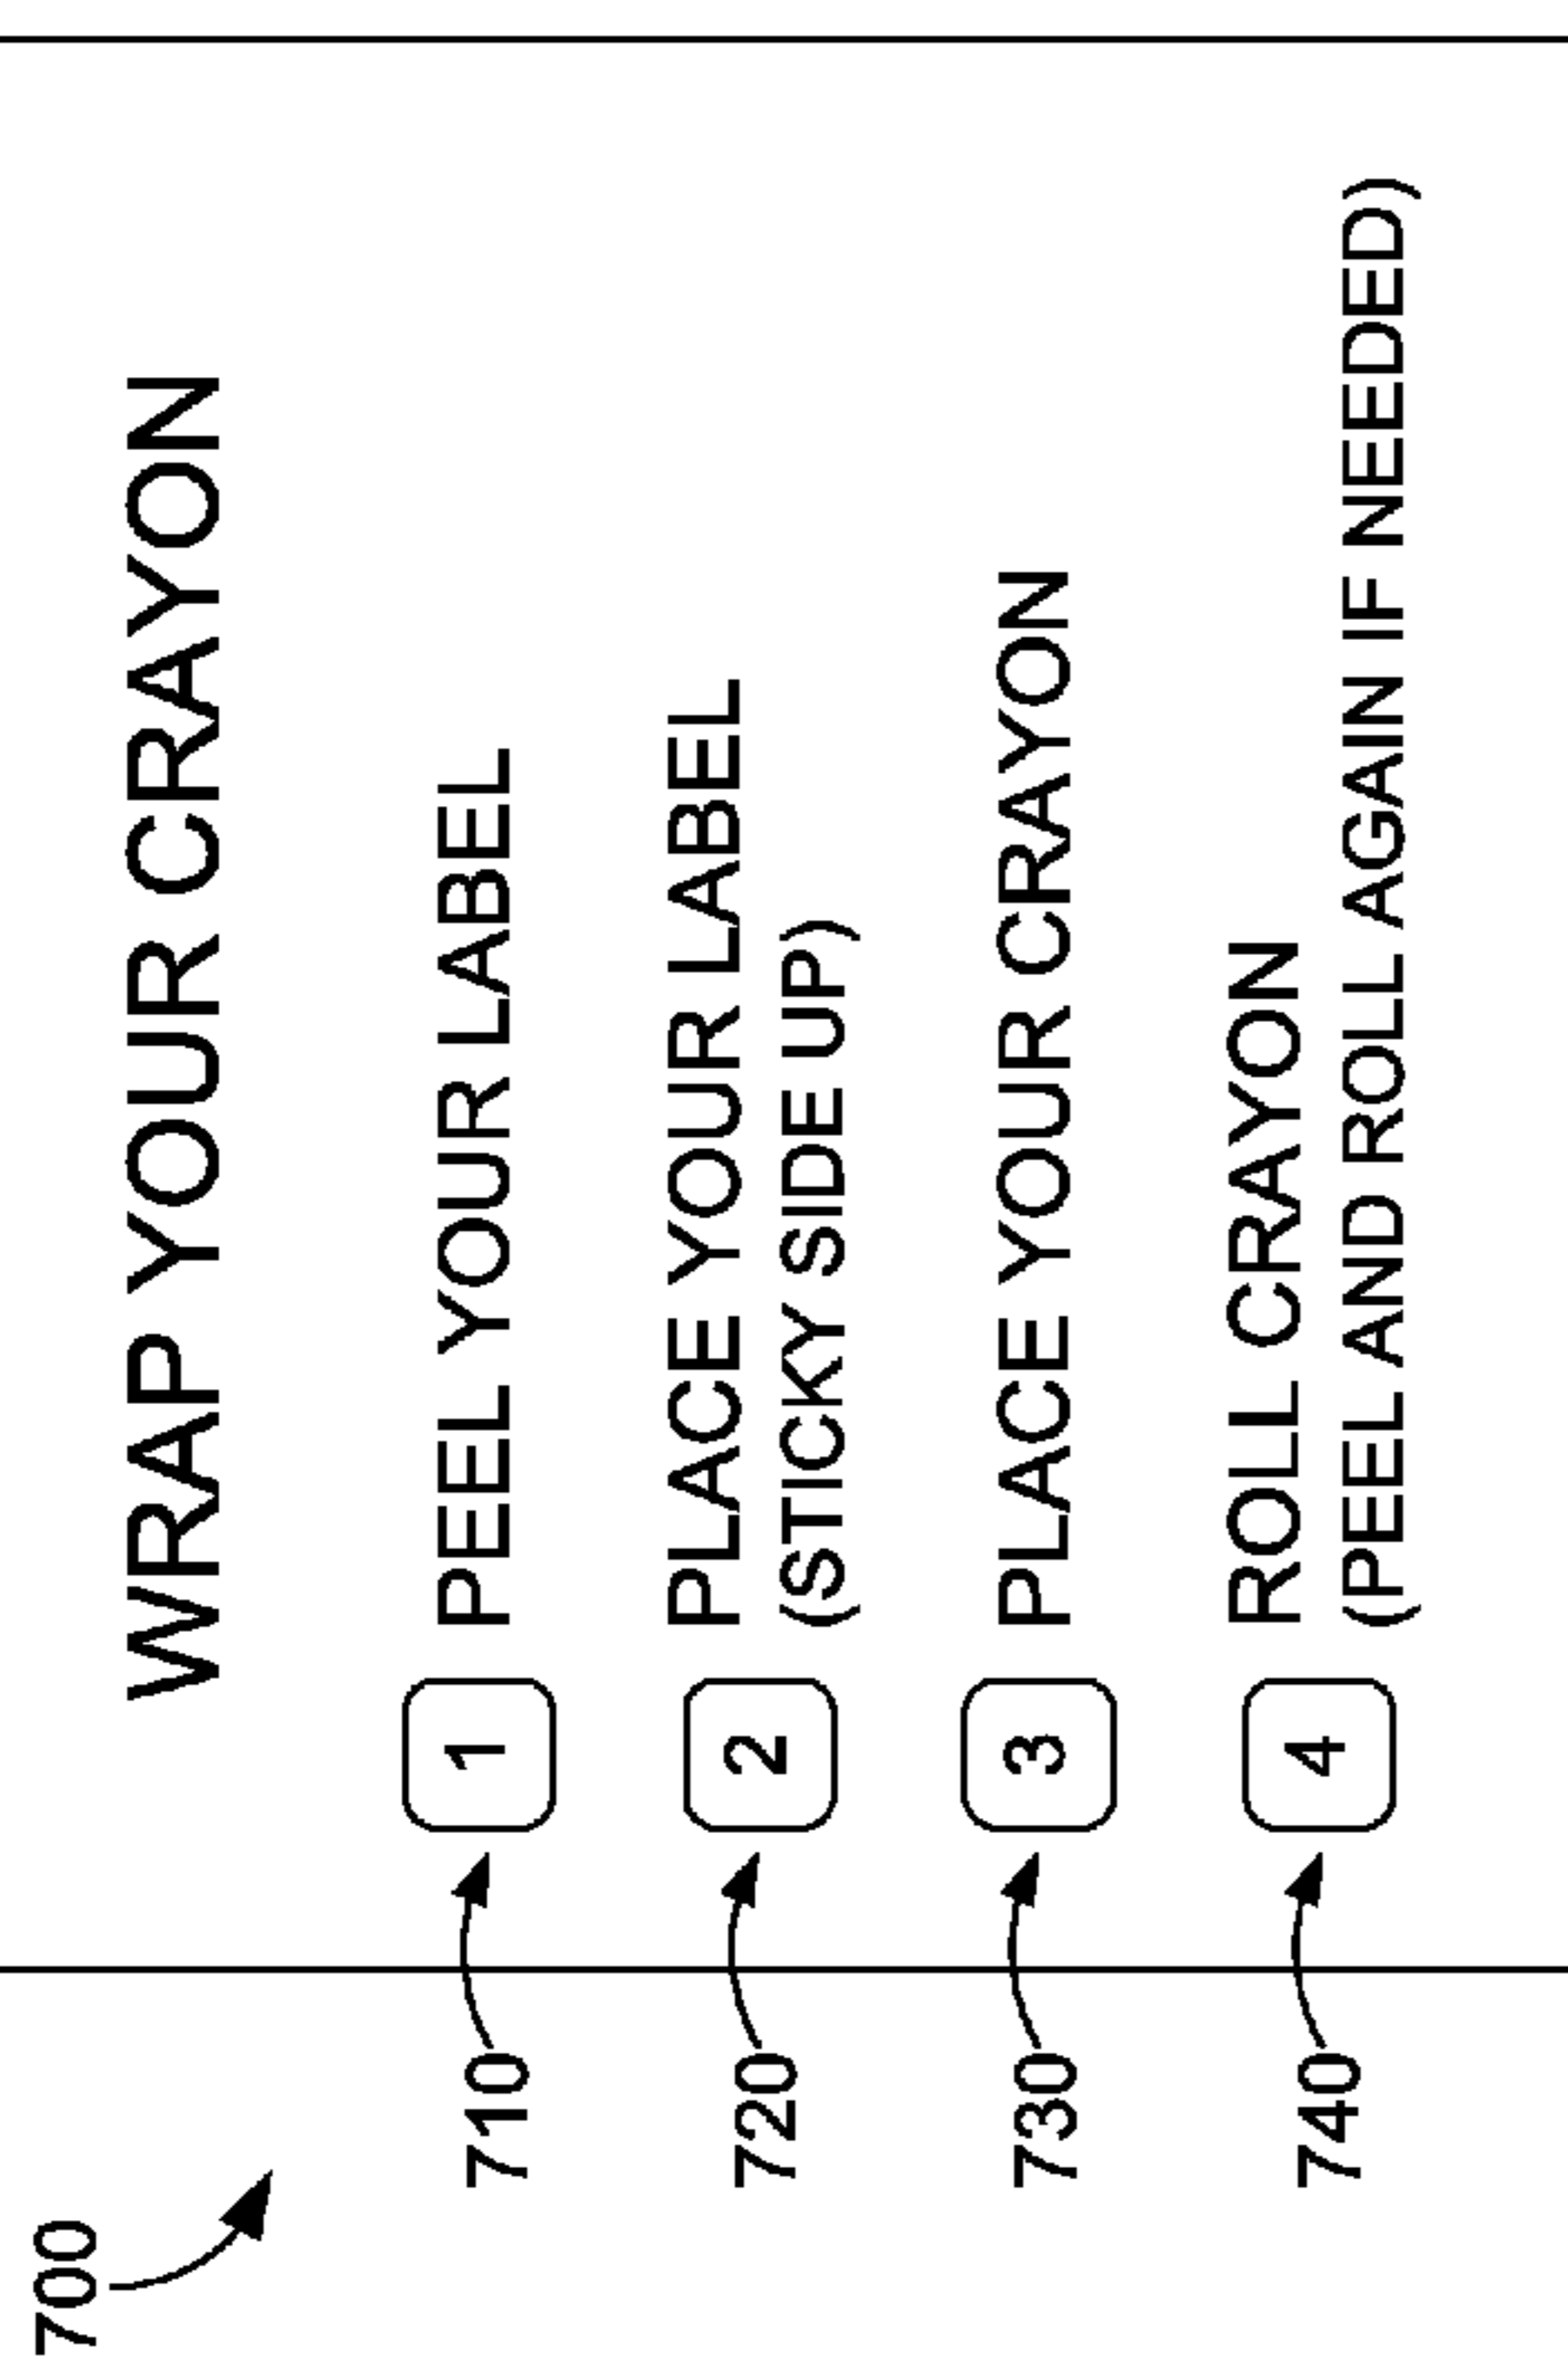 700
WRAP YOUR CRAYON
710
1
PEEL YOUR LABEL
720
2
PLACE YOUR LABEL
(STICKY SIDE UP)
730
3
PLACE YOUR CRAYON
740
4
ROLL CRAYON
(PEEL AND ROLL AGAIN IF NEEDED)